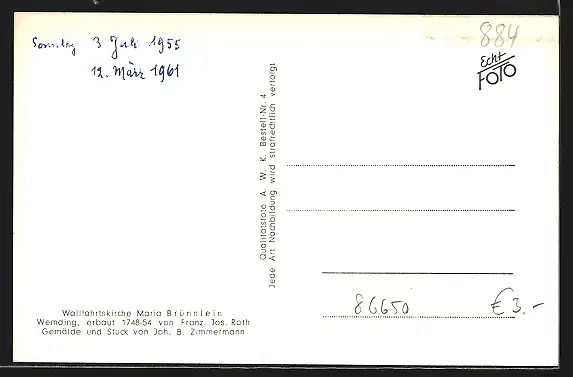 Sonntag 3 Juli 1955
12. März 1961
884
Echt
FOTO
Qualitätsfoto A. W. K. Bestell-Nr. 4
Jede Art Nachbildung wird strafrechtlich verfolgt
86650 € 3.-
Wallfahrtskirche Maria Brünnlein
Wemding, erbaut 1748-54 von Franz Jos. Roth
Gemälde und Stuck von Joh. B. Zimmermann